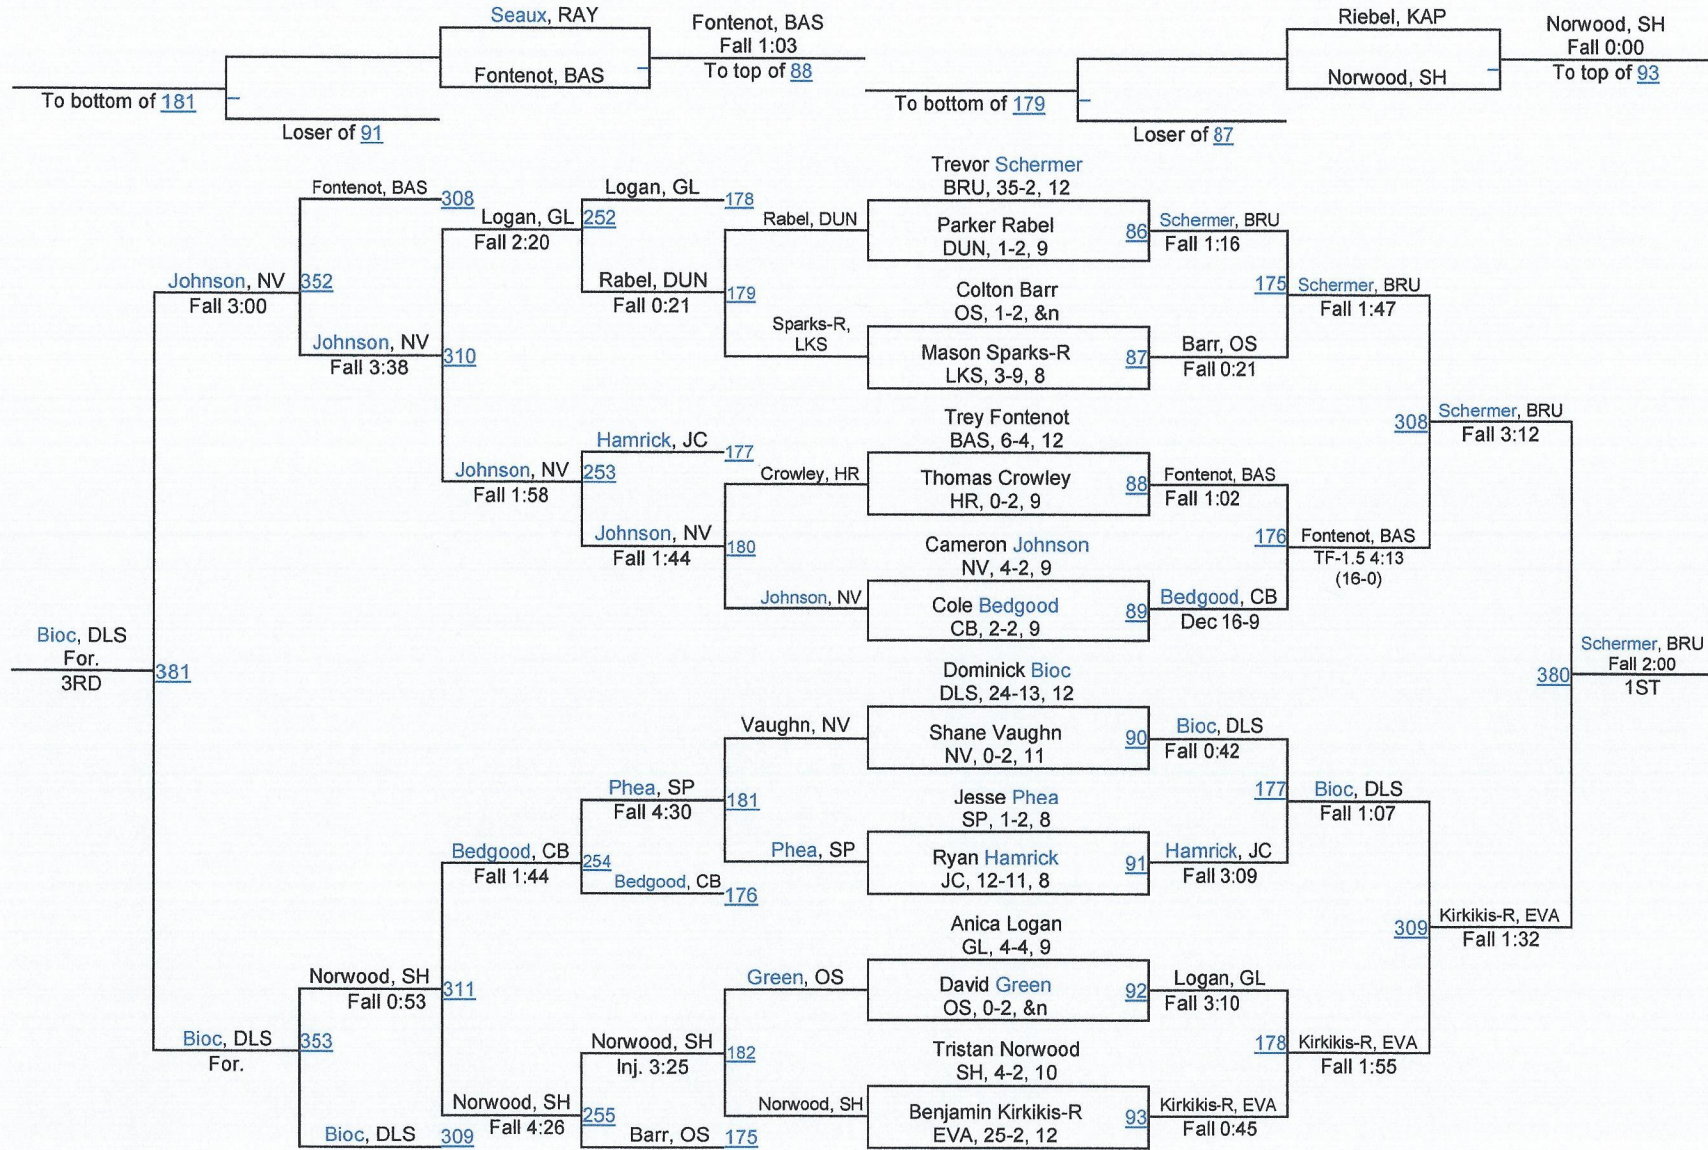 Seaux, RAY
Fontenot, BAS
Fontenot, BAS
Fall 1:03
To top of 88
To bottom of 181
Loser of 91
Riebel, KAP
Norwood, SH
Norwood, SH
Fall 0:00
To top of 93
To bottom of 179
Loser of 87
Trevor Schermer
BRU, 35-2, 12
Parker Rabel
DUN, 1-2, 9
86
Colton Barr
OS, 1-2, &n
Mason Sparks-R
LKS, 3-9, 8
87
Trey Fontenot
BAS, 6-4, 12
Thomas Crowley
HR, 0-2, 9
88
Cameron Johnson
NV, 4-2, 9
Cole Bedgood
CB, 2-2, 9
89
Dominick Bioc
DLS, 24-13, 12
Shane Vaughn
NV, 0-2, 11
90
Jesse Phea
SP, 1-2, 8
Ryan Hamrick
JC, 12-11, 8
91
Anica Logan
GL, 4-4, 9
David Green
OS, 0-2, &n
92
Tristan Norwood
SH, 4-2, 10
Benjamin Kirkikis-R
EVA, 25-2, 12
93
Schermer, BRU
Fall 1:16
Barr, OS
Fall 0:21
Fontenot, BAS
Fall 1:02
Bedgood, CB
Dec 16-9
Bioc, DLS
Fall 0:42
Hamrick, JC
Fall 3:09
Logan, GL
Fall 3:10
Kirkikis-R, EVA
Fall 0:45
175
Schermer, BRU
Fall 1:47
176
Fontenot, BAS
TF-1.5 4:13
(16-0)
177
Bioc, DLS
Fall 1:07
178
Kirkikis-R, EVA
Fall 1:55
308
Schermer, BRU
Fall 3:12
309
Kirkikis-R, EVA
Fall 1:32
380
Schermer, BRU
Fall 2:00
1ST
Rabel, DUN
Sparks-R,
LKS
Crowley, HR
Johnson, NV
Vaughn, NV
Phea, SP
Green, OS
Norwood, SH
Logan, GL
178
Rabel, DUN
Fall 0:21
179
Hamrick, JC
177
Johnson, NV
Fall 1:44
180
Phea, SP
Fall 4:30
181
Bedgood, CB
176
Norwood, SH
Inj. 3:25
182
Barr, OS
175
Logan, GL
Fall 2:20
252
Johnson, NV
Fall 1:58
253
Bedgood, CB
Fall 1:44
254
Norwood, SH
Fall 4:26
255
Fontenot, BAS
308
Johnson, NV
Fall 3:38
310
Norwood, SH
Fall 0:53
311
Bioc, DLS
309
Johnson, NV
Fall 3:00
352
Bioc, DLS
For.
353
Bioc, DLS
For.
3RD
381